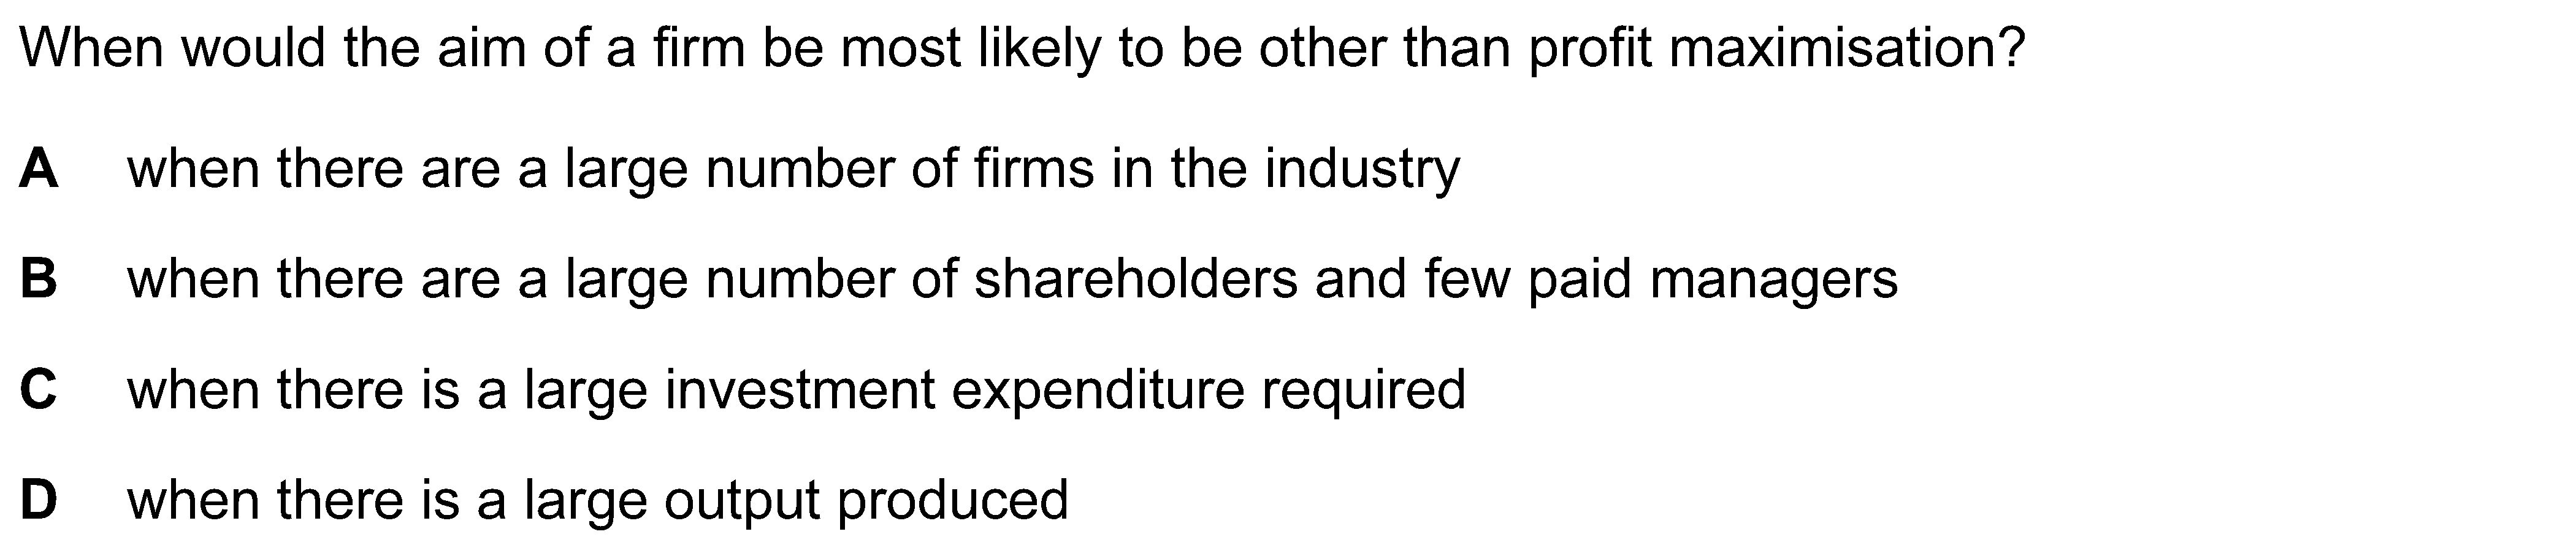 When would the aim of a firm be most likely to be other than profit maximisation?
A when there are a large number of firms in the industry
B when there are a large number of shareholders and few paid managers
C when there is a large investment expenditure required
D when there is a large output produced